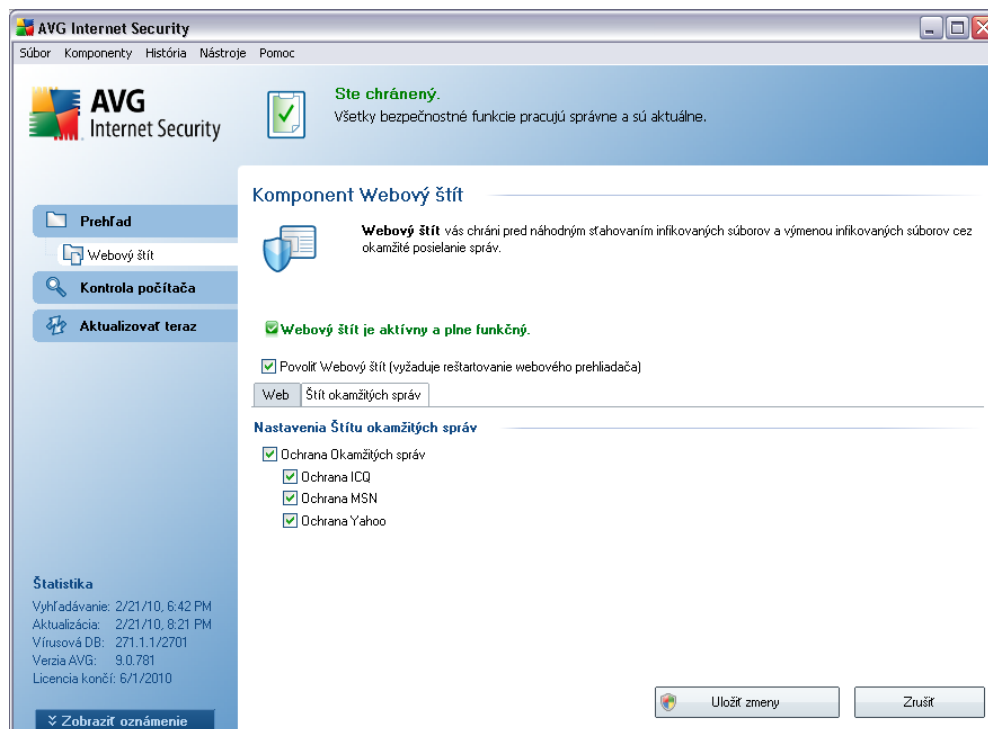 AVG Internet Security
Súbor Komponenty História Nástroje Pomoc
AVG
Internet Security
Ste chránený.
Všetky bezpečnostné funkcie pracujú správne a sú aktuálne.
Prehľad
Webový štít
Kontrola počítača
Aktualizovať teraz
Komponent Webový štít
Webový štít vás chráni pred náhodným sťahovaním infikovaných súborov a výmenou infikovaných súborov cez
okamžité posielanie správ.
Webový štít je aktívny a plne funkčný.
Povoliť Webový štít (vyžaduje reštartovanie webového prehliadača)
Web Štít okamžitých správ
Nastavenia Štítu okamžitých správ
Ochrana Okamžitých správ
Ochrana ICQ
Ochrana MSN
Ochrana Yahoo
Štatistika
Vyhľadávanie: 2/21/10, 6:42 PM
Aktualizácia: 2/21/10, 8:21 PM
Vírusová DB: 271.1.1/2701
Verzia AVG: 9.0.781
Licencia končí: 6/1/2010
Zobraziť oznámenie
Uložiť zmeny Zrušiť